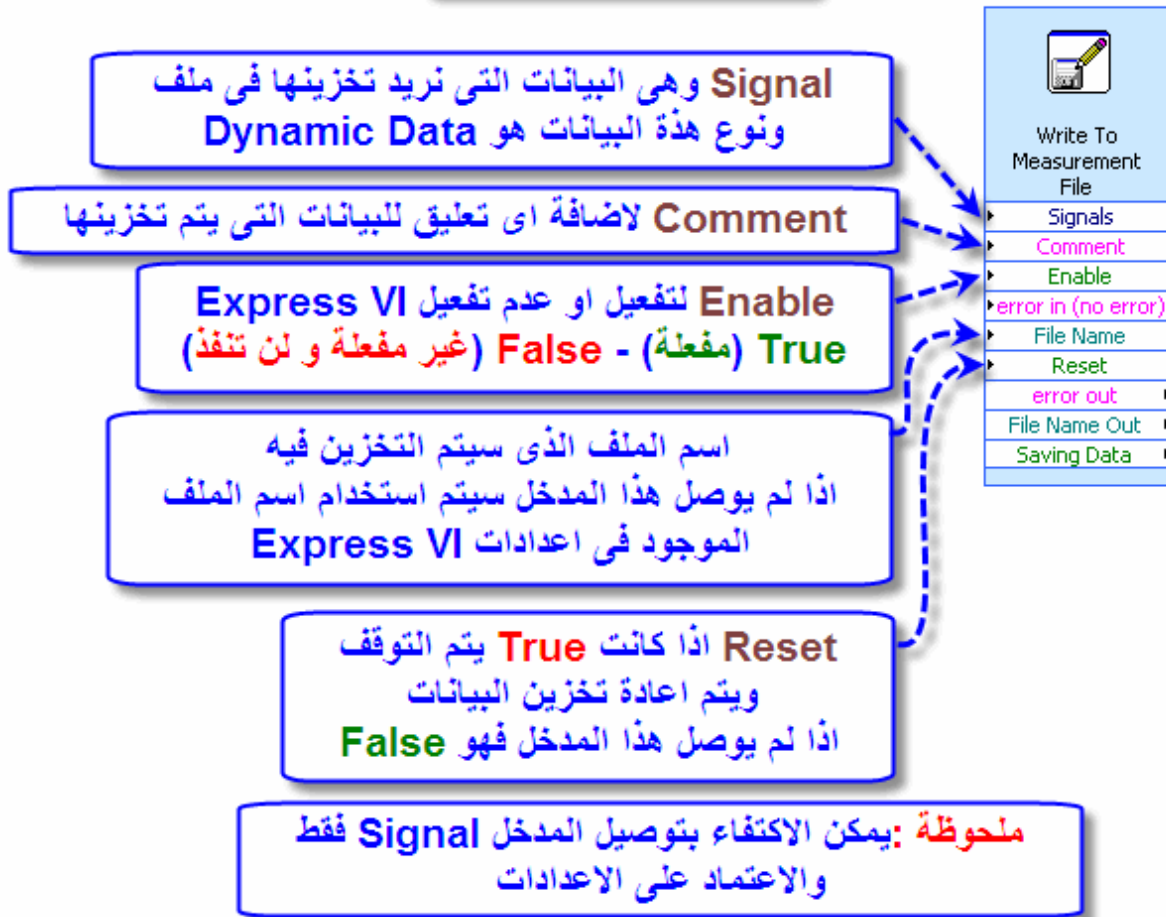 Signal وهى البيانات التى نريد تخزينها فى ملف
ونوع هذة البيانات هو Dynamic Data
Comment لاضافة اى تعليق للبيانات التى يتم تخزينها
Enable لتفعيل او عدم تفعيل Express VI
True (مفعلة) - False (غير مفعلة و لن تنفذ)
اسم الملف الذى سيتم التخزين فيه
اذا لم يوصل هذا المدخل سيتم استخدام اسم الملف
الموجود فى اعدادات Express VI
Reset اذا كانت True يتم التوقف
ويتم اعادة تخزين البيانات
اذا لم يوصل هذا المدخل فهو False
ملحوظة :يمكن الاكتفاء بتوصيل المدخل Signal فقط
والاعتماد على الاعدادات
Write To
Measurement
File
Signals
Comment
Enable
error in (no error)
File Name
Reset
error out
File Name Out
Saving Data